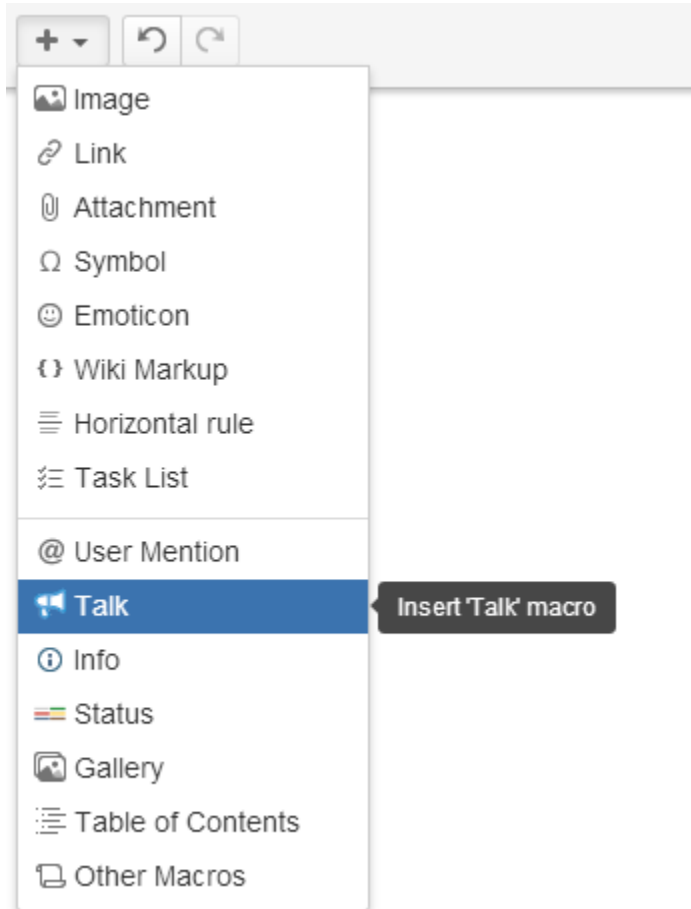 Image
Link
Attachment
Symbol
Emoticon
Wiki Markup
Horizontal rule
Task List
@ User Mention
Talk
Insert 'Talk' macro
Info
Status
Gallery
Table of Contents
Other Macros